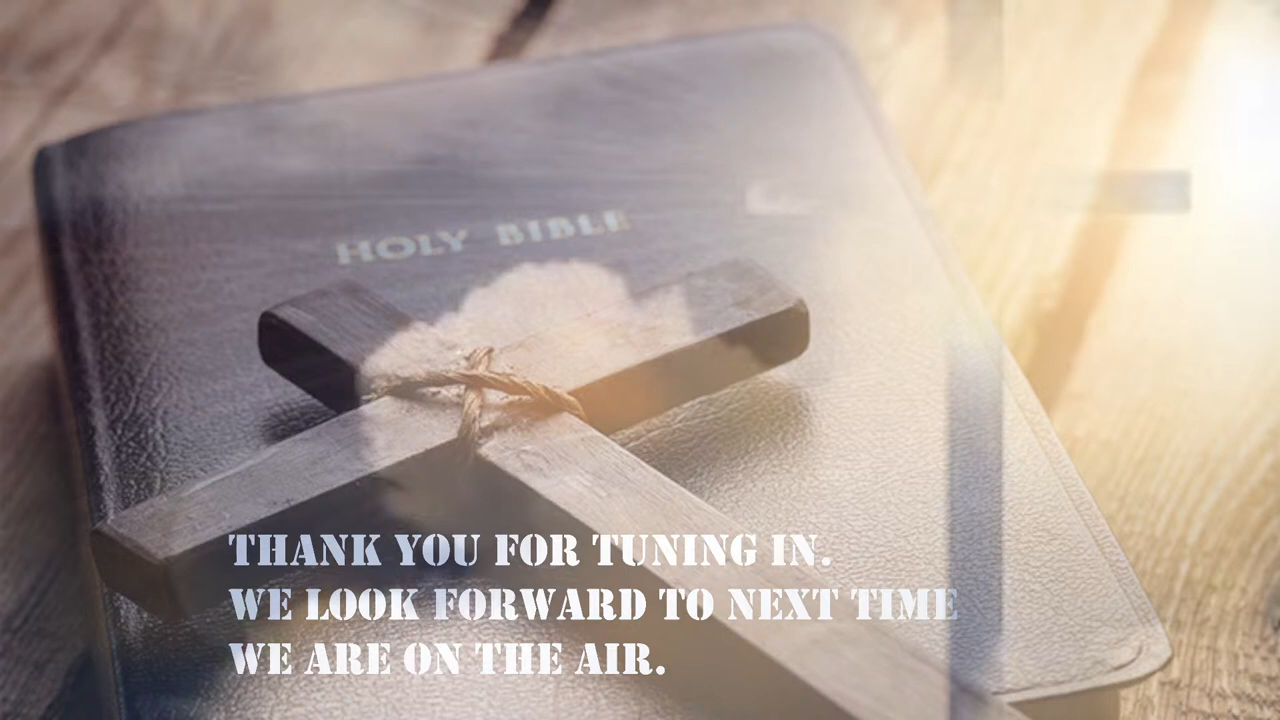 HOLY BIBLE
THANK YOU FOR TUNING IN.
WE LOOK FORWARD TO NEXT TIME
WE ARE ON THE AIR.